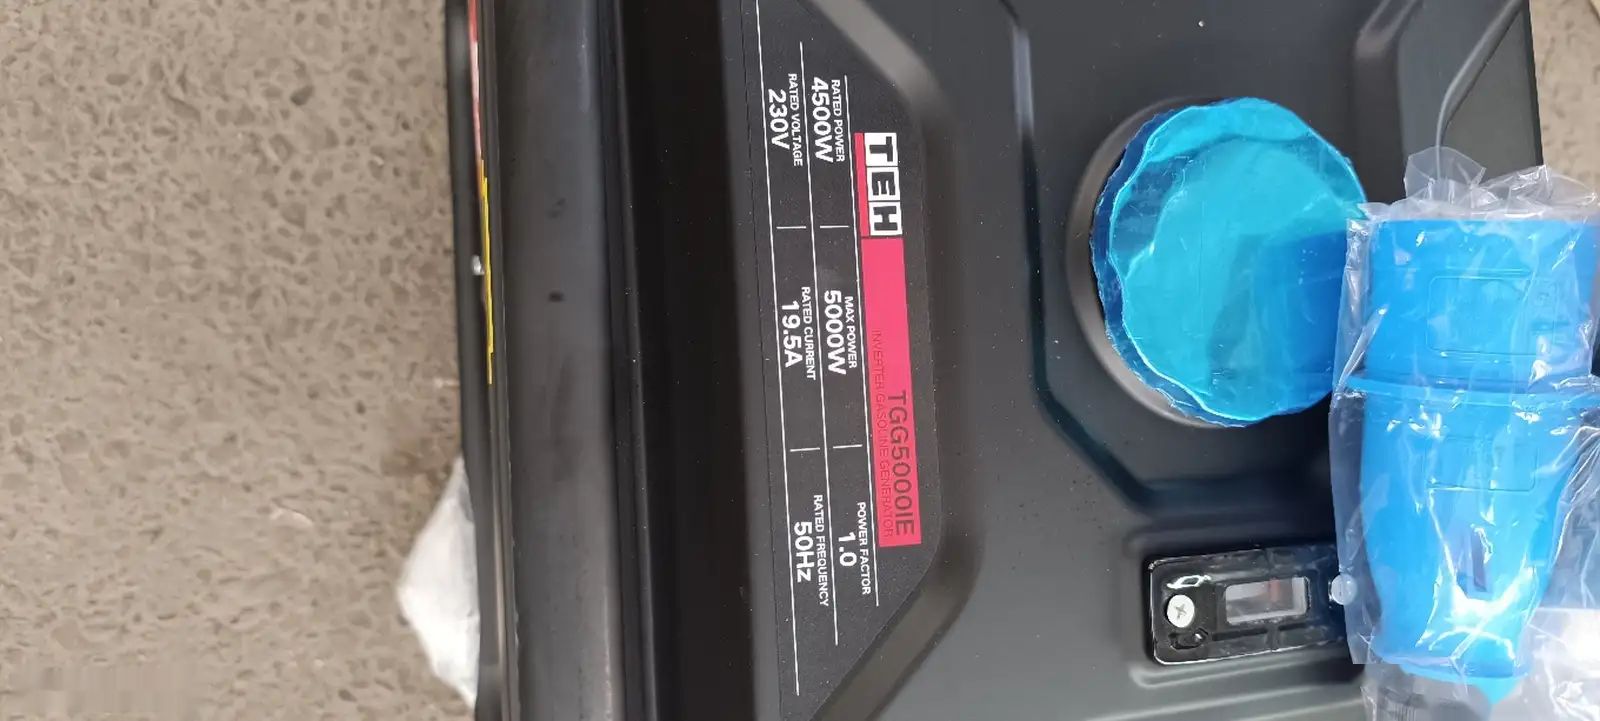 TEH
TGG5000IE
INVERTER GASOLINE GENERATOR
RATED POWER
4500W
MAX POWER
5000W
POWER FACTOR
1.0
RATED VOLTAGE
230V
RATED CURRENT
19.5A
RATED FREQUENCY
50Hz